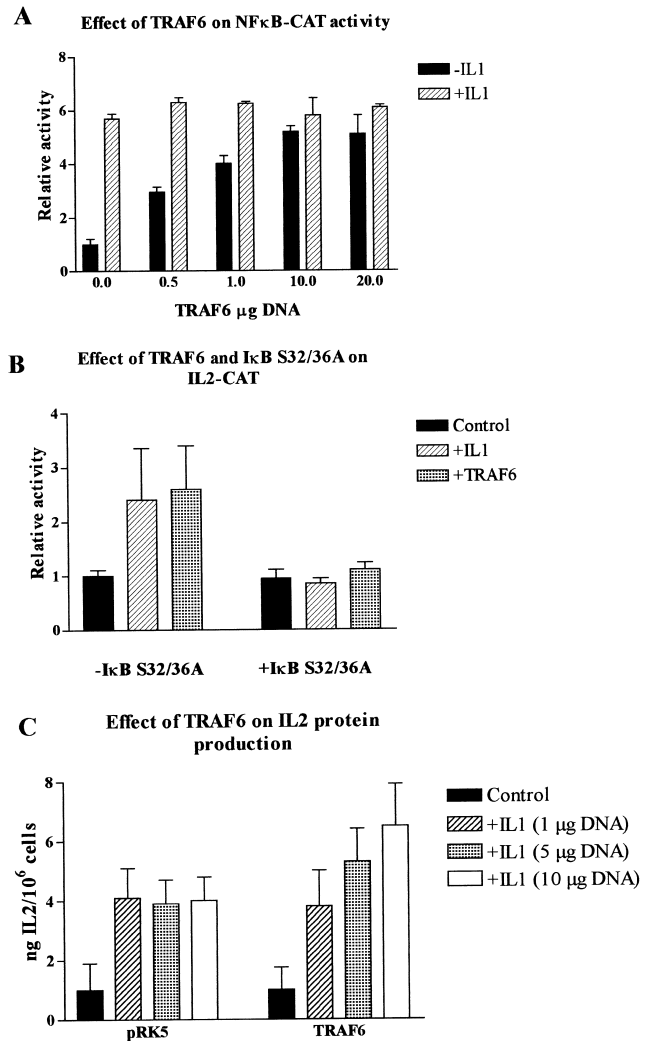 A
Effect of TRAF6 on NFκB-CAT activity
8
6
4
2
0
Relative activity
0.0 0.5 1.0 10.0 20.0
TRAF6 µg DNA
-IL1
+IL1
B
Effect of TRAF6 and IκB S32/36A on
IL2-CAT
4
3
2
1
0
Relative activity
-IκB S32/36A +IκB S32/36A
Control
+IL1
+TRAF6
C
Effect of TRAF6 on IL2 protein
production
8
6
4
2
0
ng IL2/10⁶ cells
pRK5 TRAF6
Control
+IL1 (1 µg DNA)
+IL1 (5 µg DNA)
+IL1 (10 µg DNA)